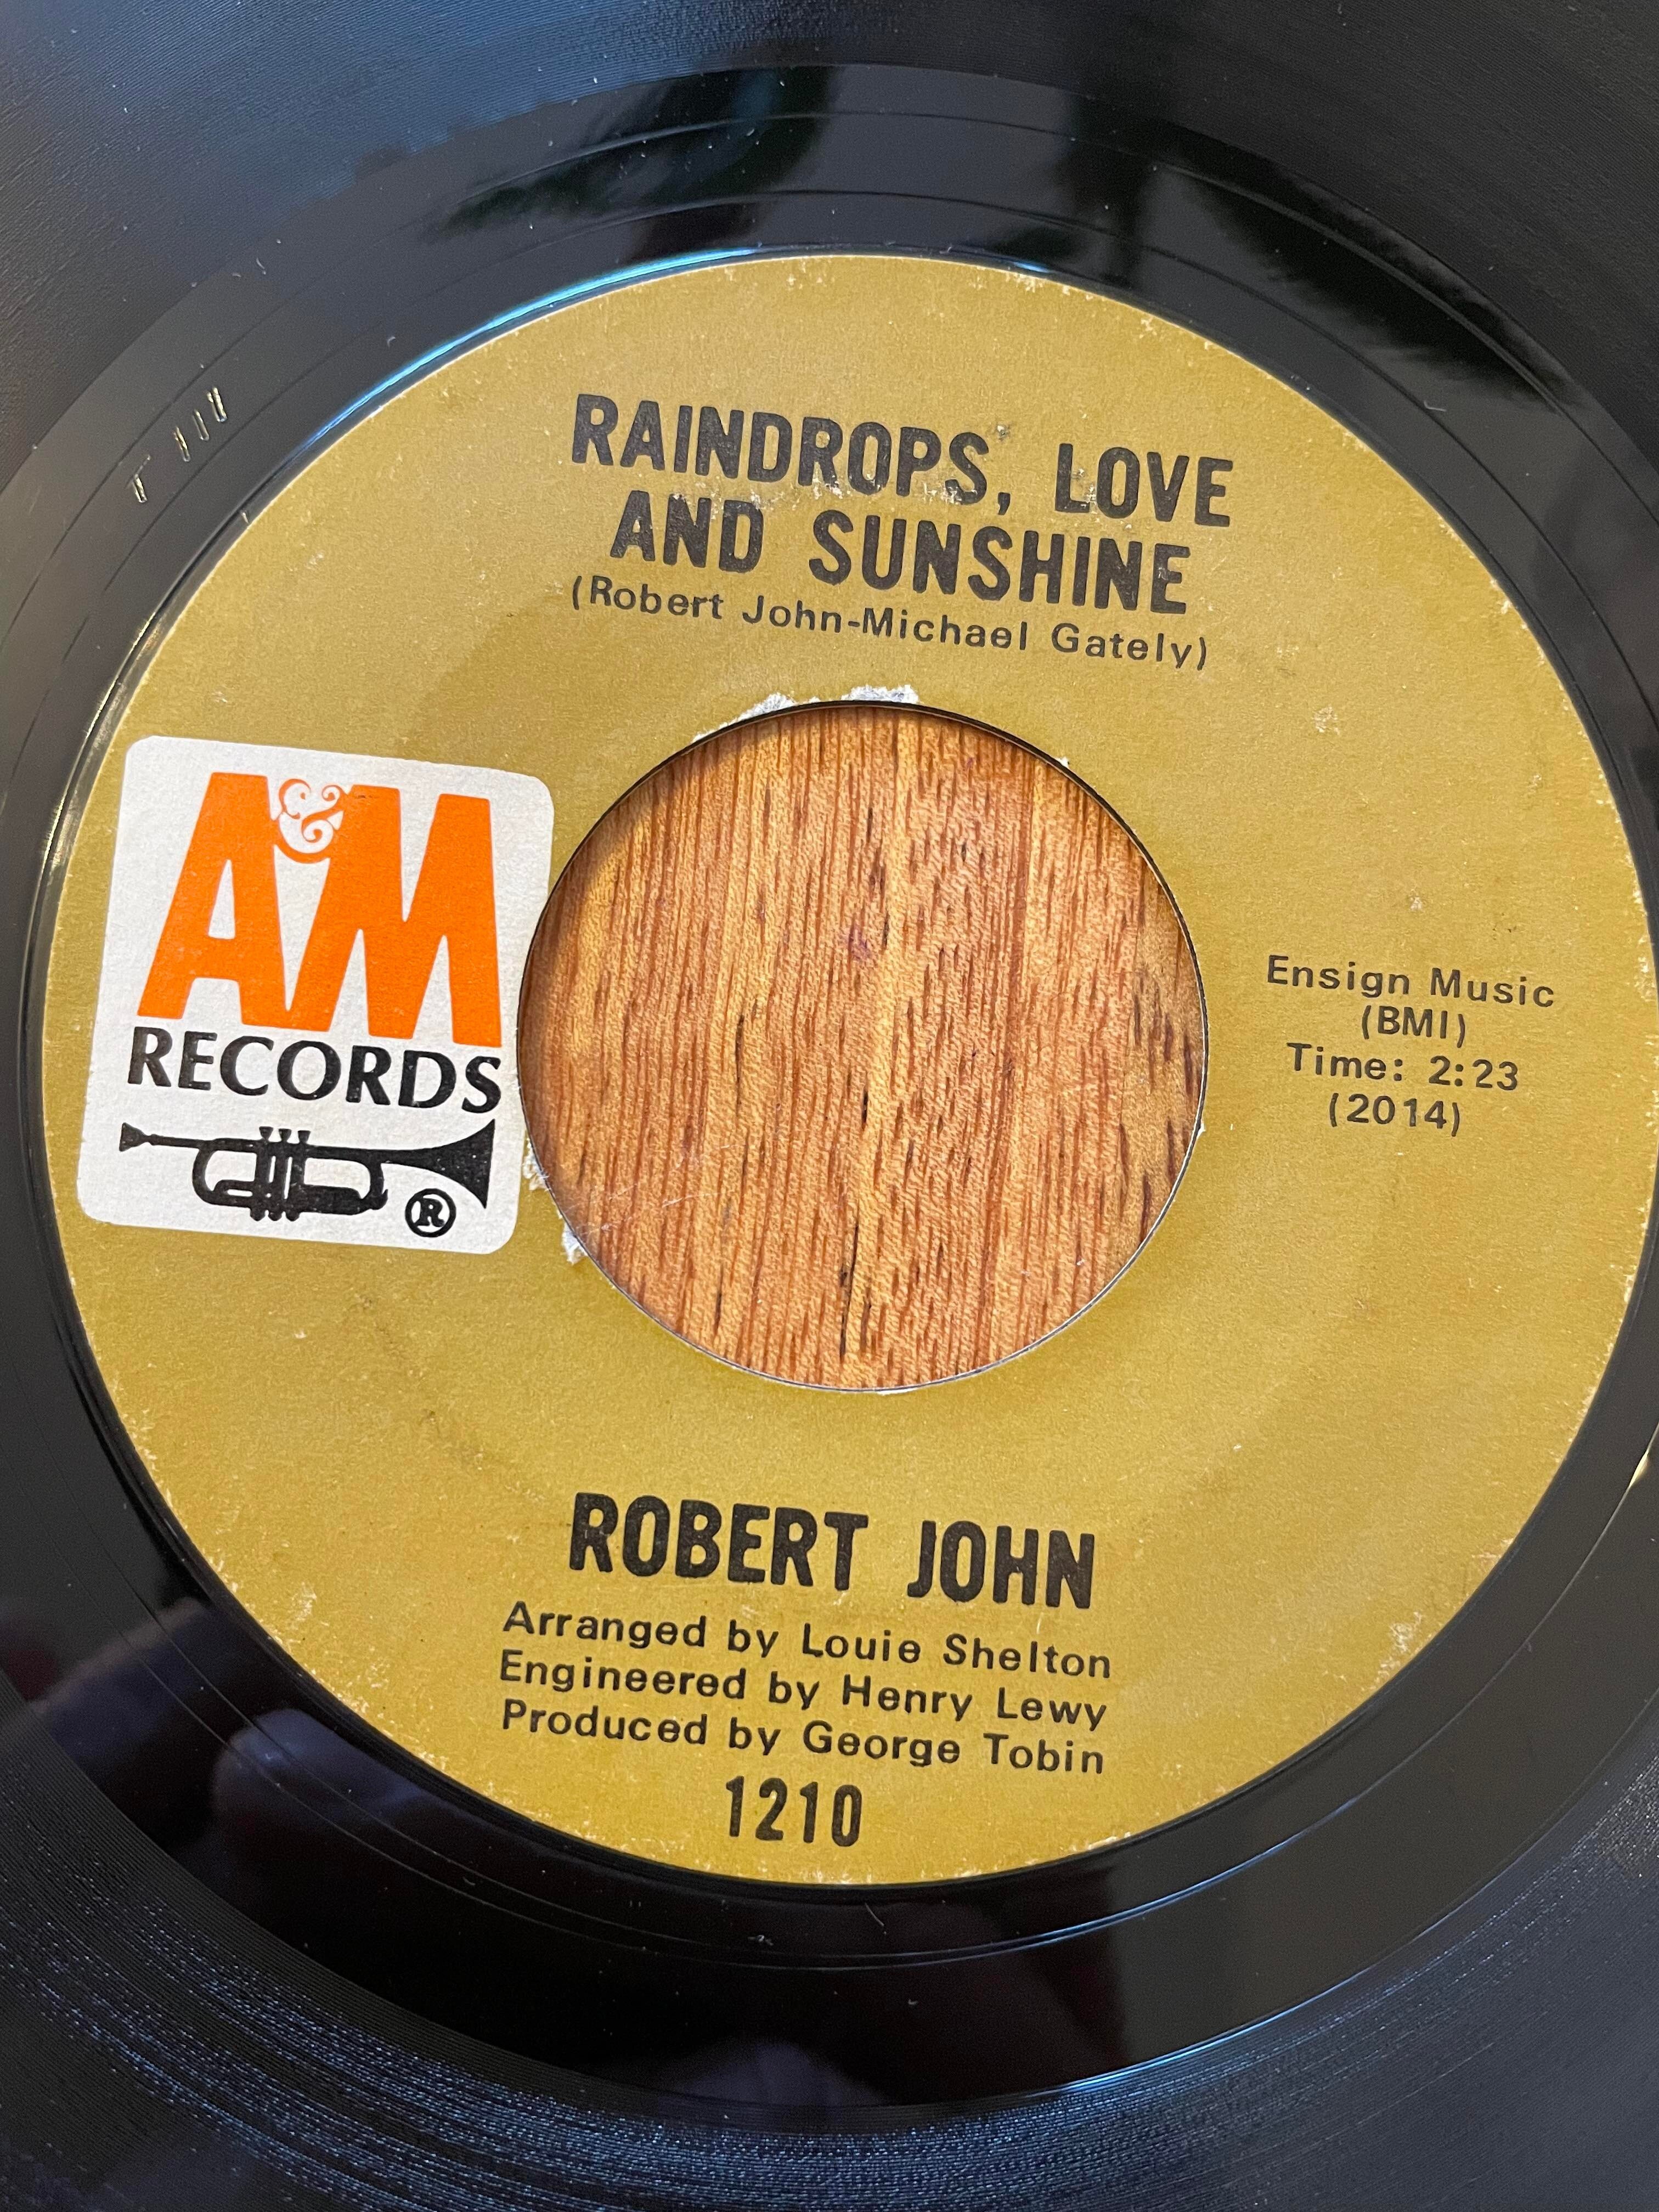 RAINDROPS, LOVE
AND SUNSHINE
(Robert John-Michael Gately)
A&M
RECORDS
®
Ensign Music
(BMI)
Time: 2:23
(2014)
ROBERT JOHN
Arranged by Louie Shelton
Engineered by Henry Lewy
Produced by George Tobin
1210